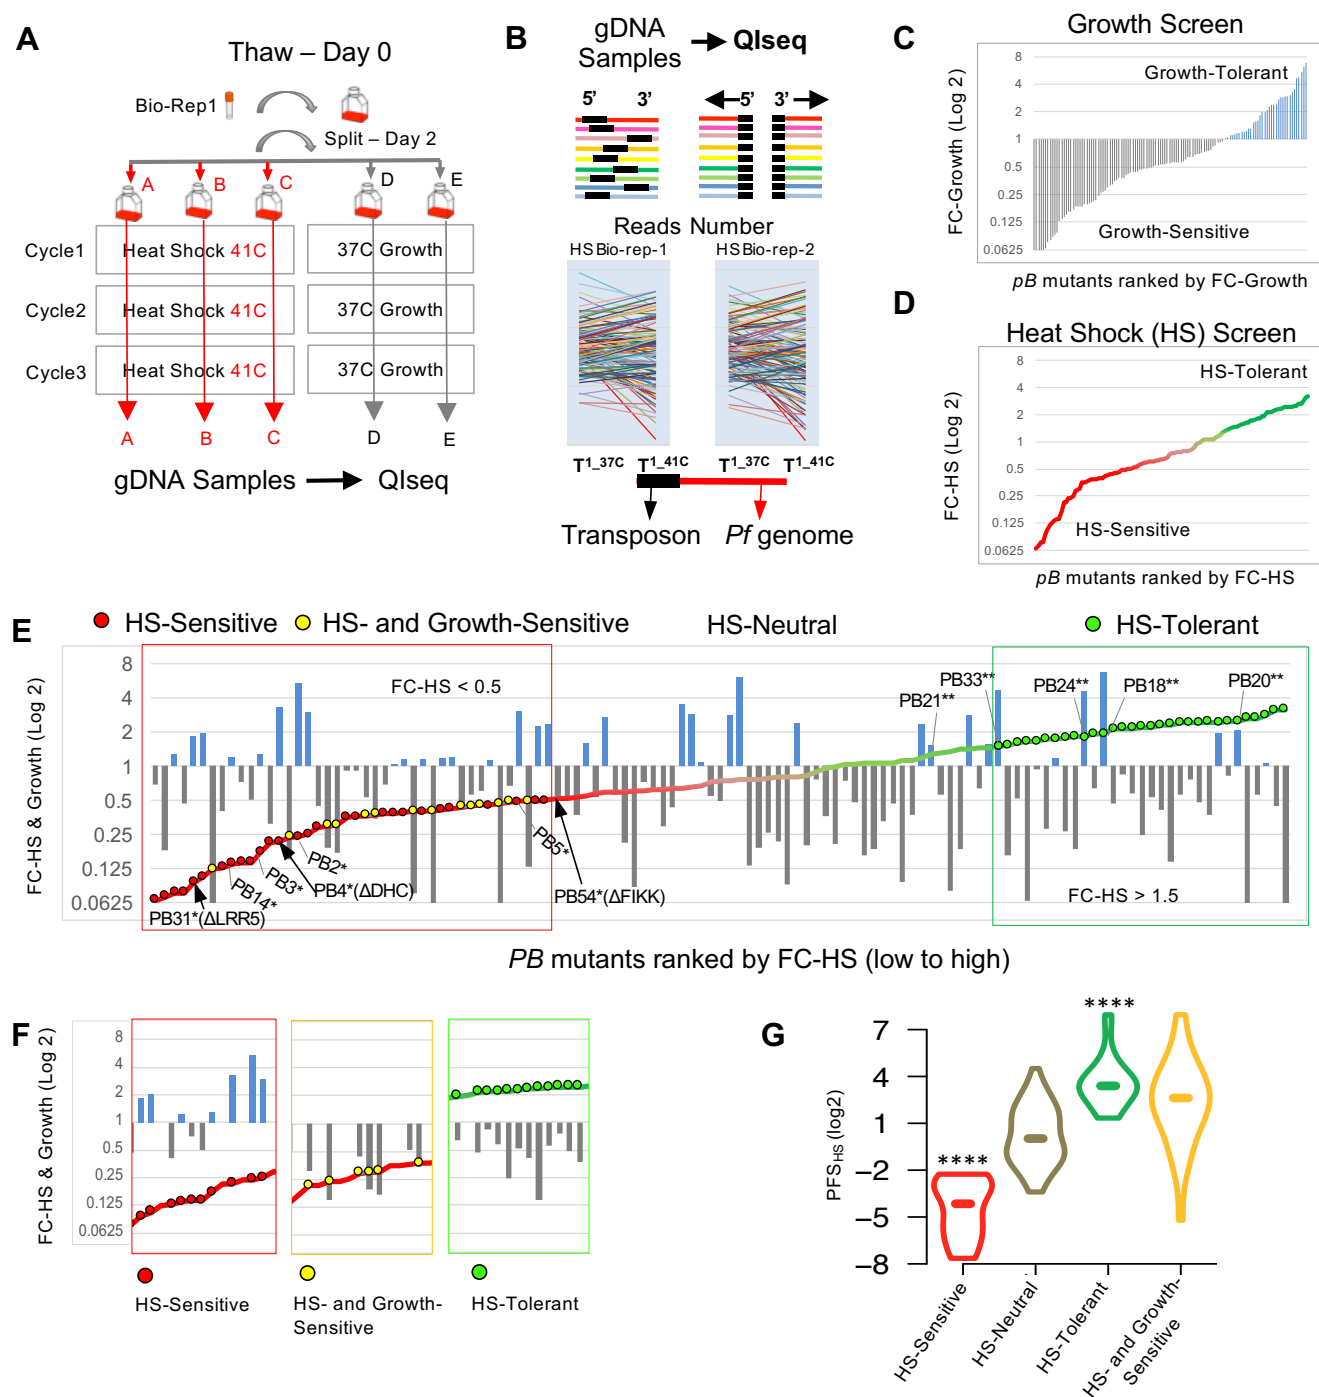 A
Thaw – Day 0
Bio-Rep1
Split – Day 2
A
B
C
D
E
Cycle1
Heat Shock 41C
37C Growth
Cycle2
Heat Shock 41C
37C Growth
Cycle3
Heat Shock 41C
37C Growth
A
B
C
D
E
gDNA Samples
QIseq
B
gDNA
Samples
QIseq
5’
3’
5’
3’
Reads Number
HS Bio-rep-1
HS Bio-rep-2
T1_37C
T1_41C
T1_37C
T1_41C
Transposon
Pf genome
C
Growth Screen
FC-Growth (Log 2)
8
4
2
1
0.5
0.25
0.125
0.0625
Growth-Tolerant
Growth-Sensitive
pB mutants ranked by FC-Growth
D
Heat Shock (HS) Screen
FC-HS (Log 2)
8
4
2
1
0.5
0.25
0.125
0.0625
HS-Tolerant
HS-Sensitive
pB mutants ranked by FC-HS
E
HS-Sensitive
HS- and Growth-Sensitive
HS-Neutral
HS-Tolerant
FC-HS & Growth (Log 2)
8
4
2
1
0.5
0.25
0.125
0.0625
FC-HS < 0.5
PB31*(ΔLRR5)
PB14*
PB3*
PB4*(ΔDHC)
PB2*
PB5*
PB54*(ΔFIKK)
PB21**
PB33**
PB24**
PB18**
PB20**
FC-HS > 1.5
PB mutants ranked by FC-HS (low to high)
F
FC-HS & Growth (Log 2)
8
4
2
1
0.5
0.25
0.125
0.0625
HS-Sensitive
HS- and Growth-
Sensitive
HS-Tolerant
G
PFSHS (log2)
7
4
1
−2
−5
−8
****
****
HS-Sensitive
HS-Neutral
HS-Tolerant
HS- and Growth-
Sensitive